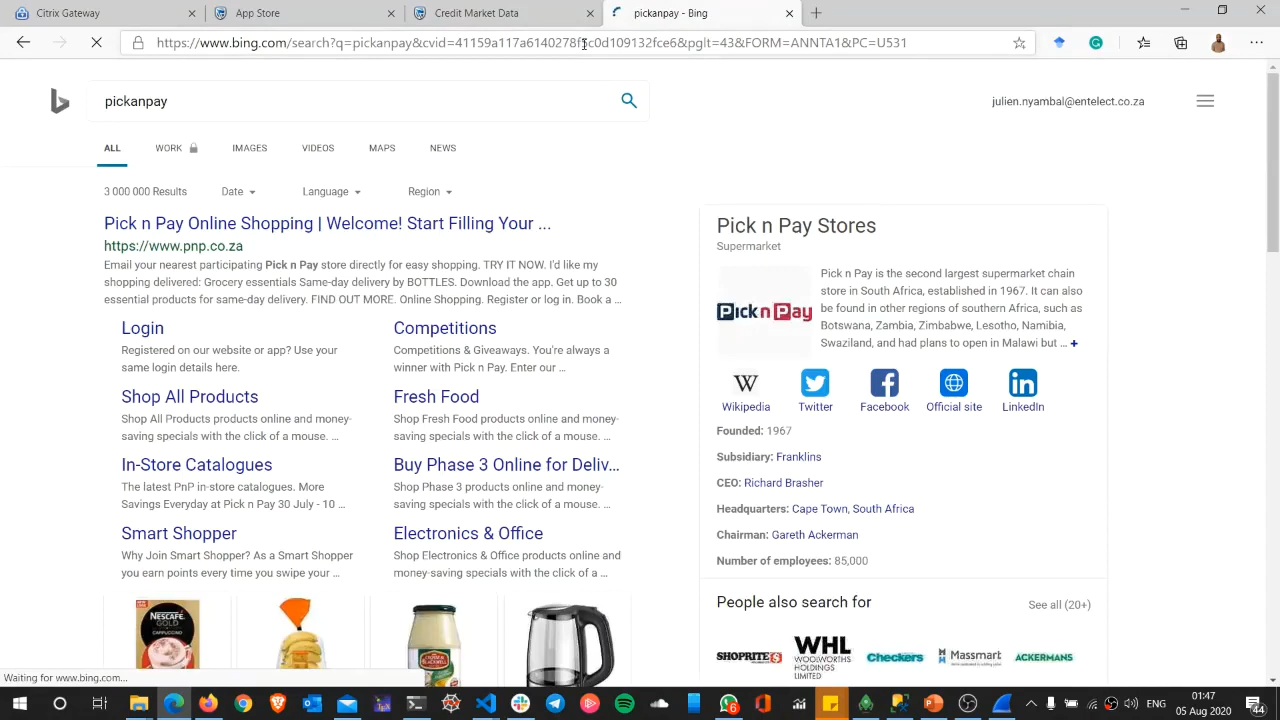 Docker
pickanpay - Online Store
Dictionary of distance and simil
pickanpay - Bing
https://www.bing.com/search?q=pickanpay&cvid=41159a117a6140278f
c0d109132fce6&pglt=43&FORM=ANNTA1&PC=U531
pickanpay
julien.nyambal@entelect.co.za
ALL
WORK
IMAGES
VIDEOS
MAPS
NEWS
3 000 000 Results
Date
Language
Region
Pick n Pay Online Shopping | Welcome! Start Filling Your ...
https://www.pnp.co.za
Email your nearest participating Pick n Pay store directly for easy shopping. TRY IT NOW. I'd like my
shopping delivered: Grocery essentials Same-day delivery by BOTTLES. Download the app. Get up to 30
essential products for same-day delivery. FIND OUT MORE. Online Shopping. Register or log in. Book a ...
Login
Registered on our website or app? Use your
same login details here.
Competitions
Competitions & Giveaways. You're always a
winner with Pick n Pay. Enter our ...
Shop All Products
Shop All Products products online and money-
saving specials with the click of a mouse. ...
Fresh Food
Shop Fresh Food products online and money-
saving specials with the click of a mouse. ...
In-Store Catalogues
The latest PnP in-store catalogues. More
Savings Everyday at Pick n Pay 30 July - 10 ...
Buy Phase 3 Online for Deliv...
Shop Phase 3 products online and money-
saving specials with the click of a mouse. ...
Smart Shopper
Why Join Smart Shopper? As a Smart Shopper
you earn points every time you swipe your ...
Electronics & Office
Shop Electronics & Office products online and
money-saving specials with the click of a ...
NESCAFÉ
GOLD
CAPPUCCINO
Pick n Pay Stores
Supermarket
Pick n Pay
Pick n Pay is the second largest supermarket chain
store in South Africa, established in 1967. It can also
be found in other regions of southern Africa, such as
Botswana, Zambia, Zimbabwe, Lesotho, Namibia,
Swaziland, and had plans to open in Malawi but ... +
Wikipedia
Twitter
Facebook
Official site
LinkedIn
Founded: 1967
Subsidiary: Franklins
CEO: Richard Brasher
Headquarters: Cape Town, South Africa
Chairman: Gareth Ackerman
Number of employees: 85,000
People also search for
See all (20+)
SHOPRITE
WHL
WOOLWORTHS
HOLDINGS
LIMITED
Checkers
Massmart
ACKERMANS
Waiting for www.bing.com...
6
ENG
01:47
05 Aug 2020
44